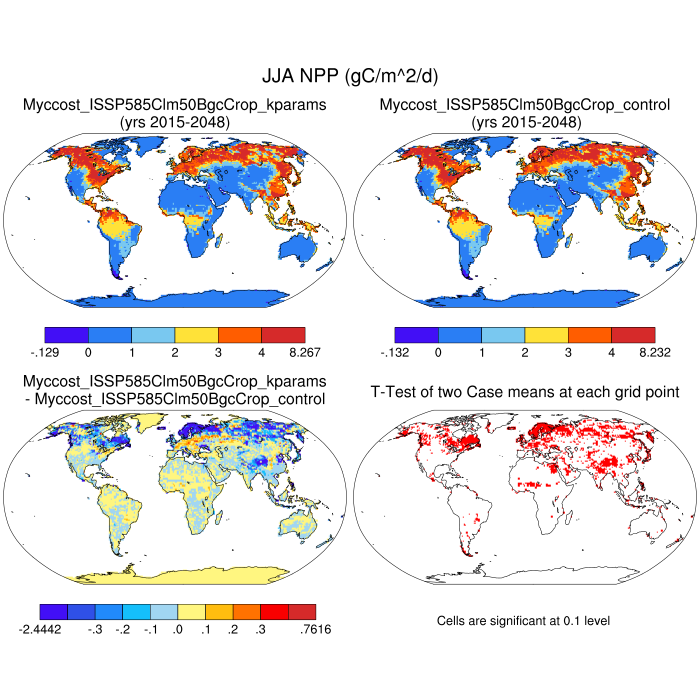 JJA NPP (gC/m^2/d)
Myccost_ISSP585Clm50BgcCrop_kparams
(yrs 2015-2048)
Myccost_ISSP585Clm50BgcCrop_control
(yrs 2015-2048)
-.129 0 1 2 3 4 8.267
-.132 0 1 2 3 4 8.232
Myccost_ISSP585Clm50BgcCrop_kparams
- Myccost_ISSP585Clm50BgcCrop_control
T-Test of two Case means at each grid point
-2.4442 -.3 -.2 -.1 .0 .1 .2 .3 .7616
Cells are significant at 0.1 level